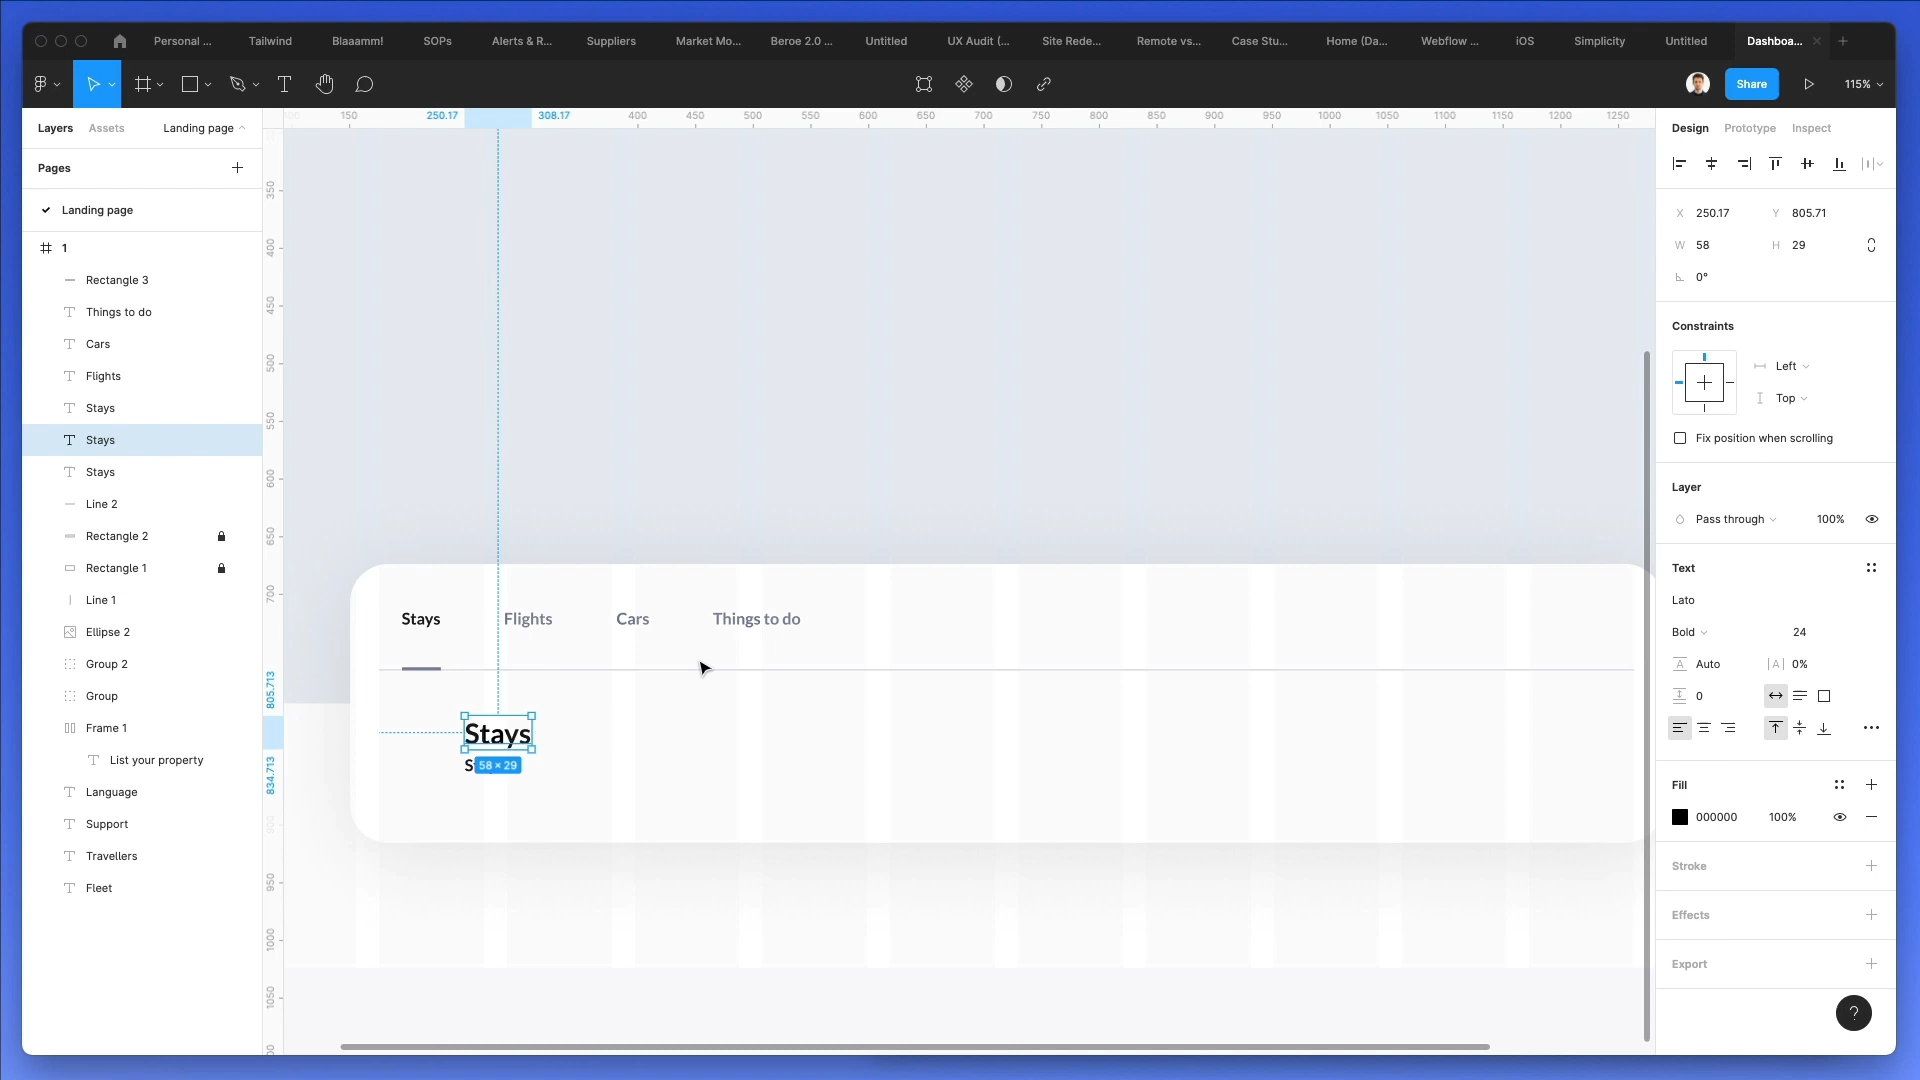 Personal ... Tailwind Blaaamm! SOPs Alerts & R... Suppliers Market Mo... Beroe 2.0 ... Untitled UX Audit (... Site Rede... Remote vs... Case Stu... Home (Da... Webflow ... iOS Simplicity Untitled Dashboa...
Share 115%
Layers Assets Landing page
150 250.17 308.17 400 450 500 550 600 650 700 750 800 850 900 950 1000 1050 1100 1150 1200 1250
Design Prototype Inspect
Pages
Landing page
1
Rectangle 3
Things to do
Cars
Flights
Stays
Stays
Stays
Line 2
Rectangle 2
Rectangle 1
Line 1
Ellipse 2
Group 2
Group
Frame 1
List your property
Language
Support
Travellers
Fleet
350
400
450
500
550
600
650
700
805.713
834.713
900
950
1000
1050
Stays Flights Cars Things to do
Stays
58 × 29
X 250.17 Y 805.71
W 58 H 29
0°
Constraints
Left
Top
Fix position when scrolling
Layer
Pass through 100%
Text
Lato
Bold 24
A Auto |A| 0%
0
Fill
000000 100%
Stroke
Effects
Export
?